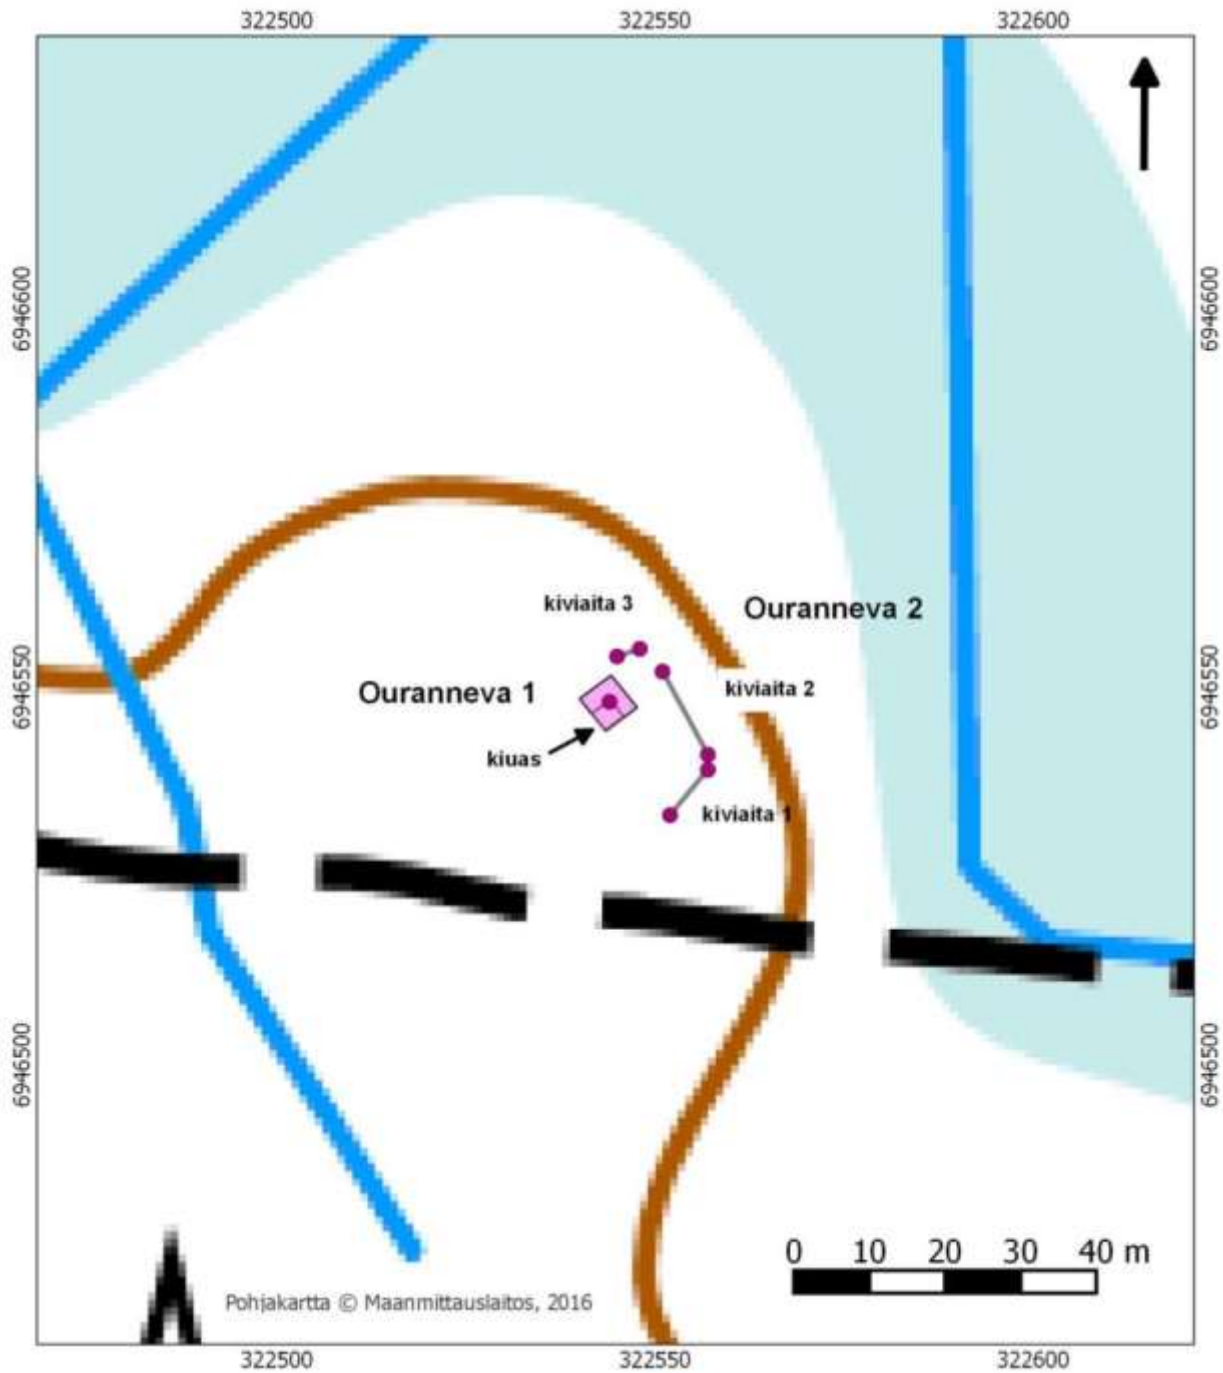 322500 322550 322600
6946600 6946600
kiviaita 3
Ouranneva 2
6946550 6946550
kiviaita 2
Ouranneva 1
kiuas
kiviaita 1
6946500 6946500
0 10 20 30 40 m
Pohjakartta © Maanmittauslaitos, 2016
322500 322550 322600